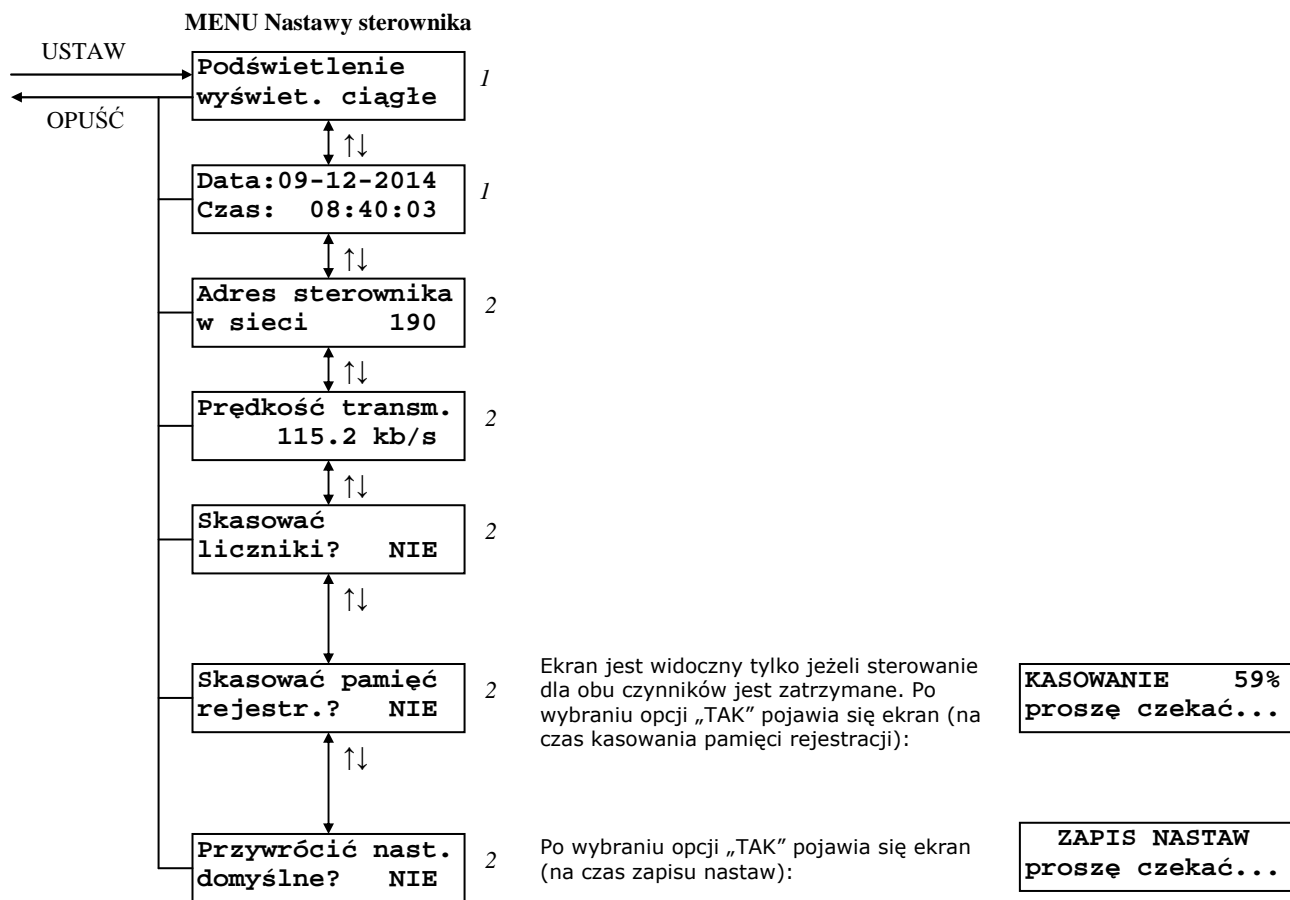 MENU Nastawy sterownika
USTAW
OPUŚĆ
Podświetlenie
wyświet. ciągłe
1
↑↓
Data:09-12-2014
Czas: 08:40:03
1
↑↓
Adres sterownika
w sieci 190
2
↑↓
Prędkość transm.
115.2 kb/s
2
↑↓
Skasować
liczniki? NIE
2
↑↓
Skasować pamięć
rejestr.? NIE
2
Ekran jest widoczny tylko jeżeli sterowanie
dla obu czynników jest zatrzymane. Po
wybraniu opcji „TAK” pojawia się ekran (na
czas kasowania pamięci rejestracji):
KASOWANIE 59%
proszę czekać...
↑↓
Przywrócić nast.
domyślne? NIE
2
Po wybraniu opcji „TAK” pojawia się ekran
(na czas zapisu nastaw):
ZAPIS NASTAW
proszę czekać...